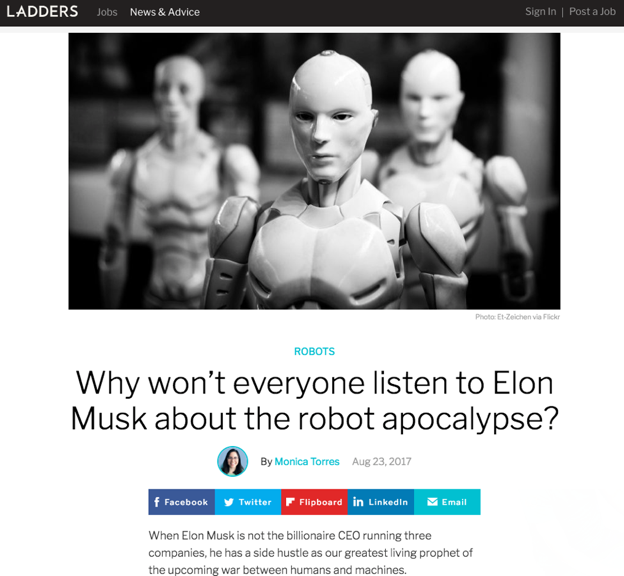 LADDERS Jobs News & Advice Sign In | Post a Job
Photo: Et-Zeichen via Flickr
ROBOTS
Why won’t everyone listen to Elon
Musk about the robot apocalypse?
By Monica Torres Aug 23, 2017
Facebook Twitter Flipboard LinkedIn Email
When Elon Musk is not the billionaire CEO running three
companies, he has a side hustle as our greatest living prophet of
the upcoming war between humans and machines.